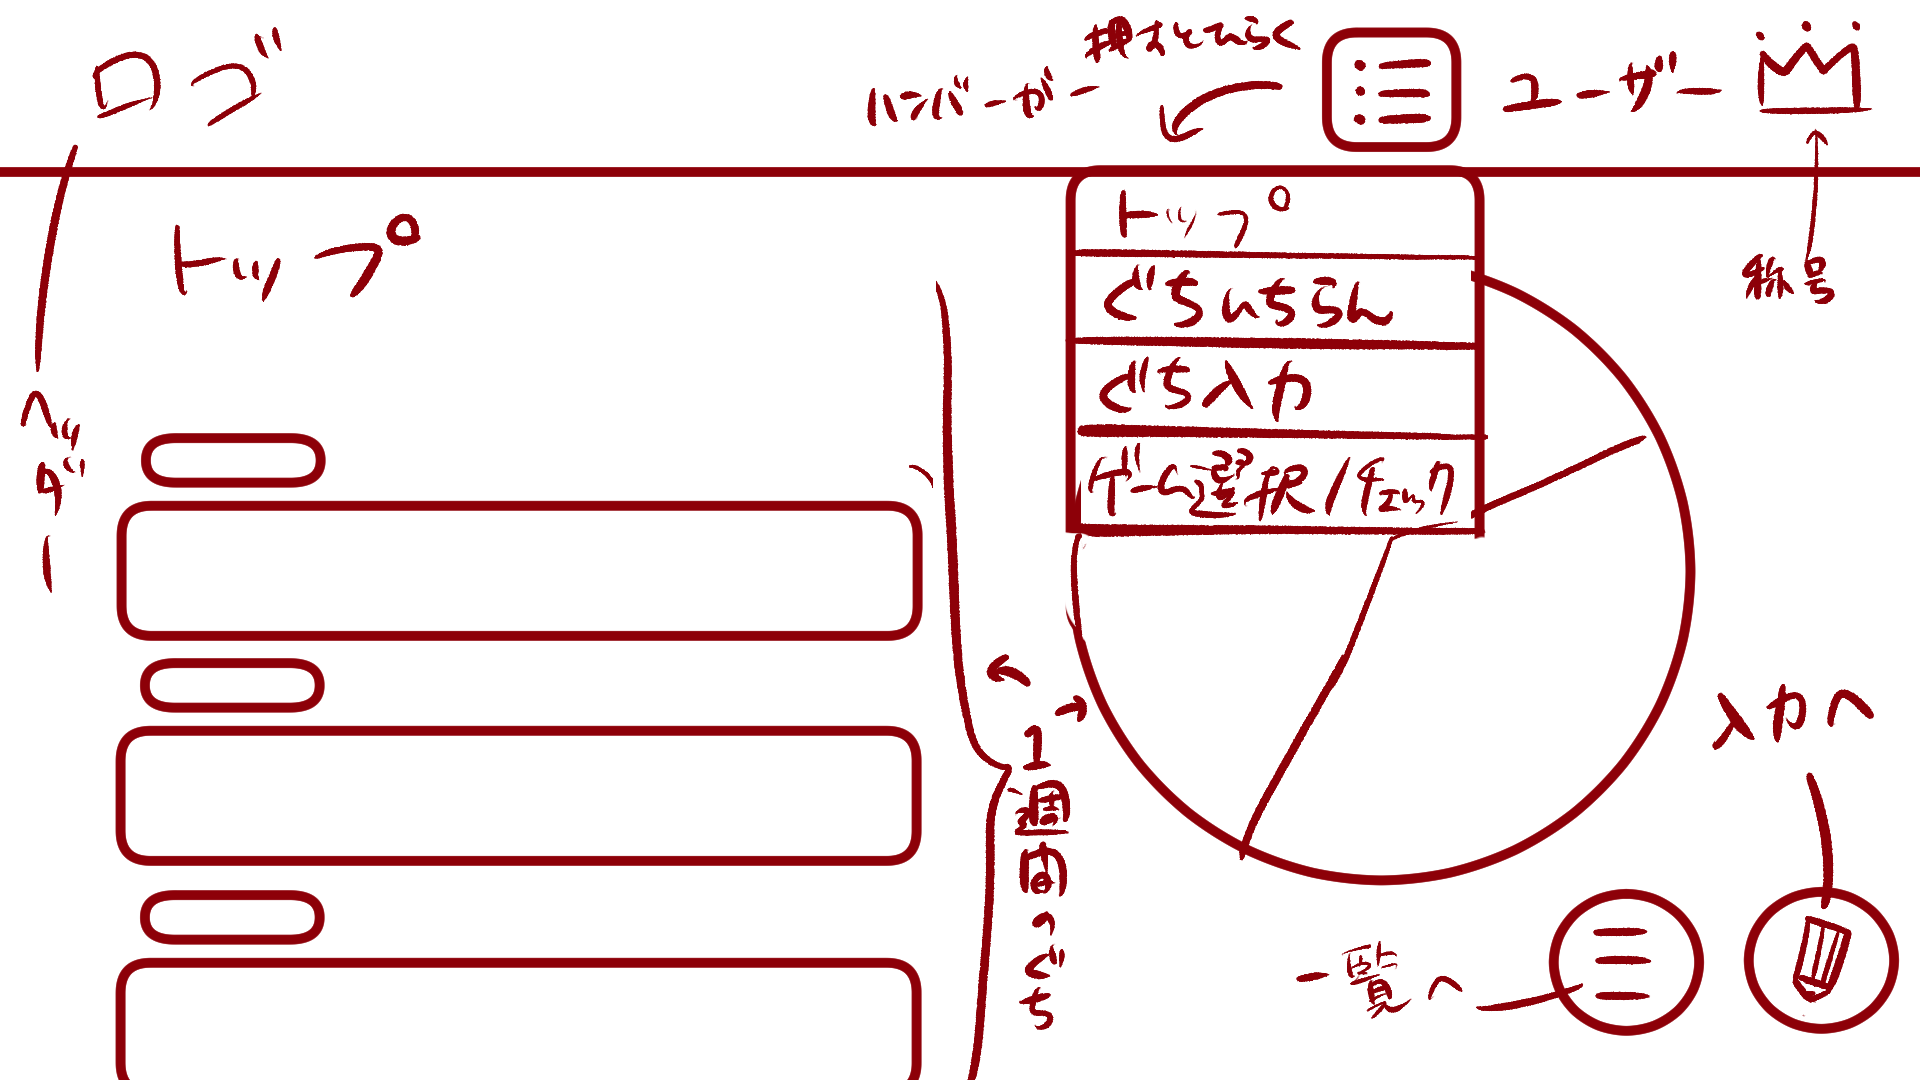 ロゴ
押すとひらく
ハンバーガー
ユーザー
称号
ヘッダー
トップ
トップ
ぐちいちらん
ぐち入力
ゲーム選択/チェック
1週間のぐち
入力へ
一覧へ